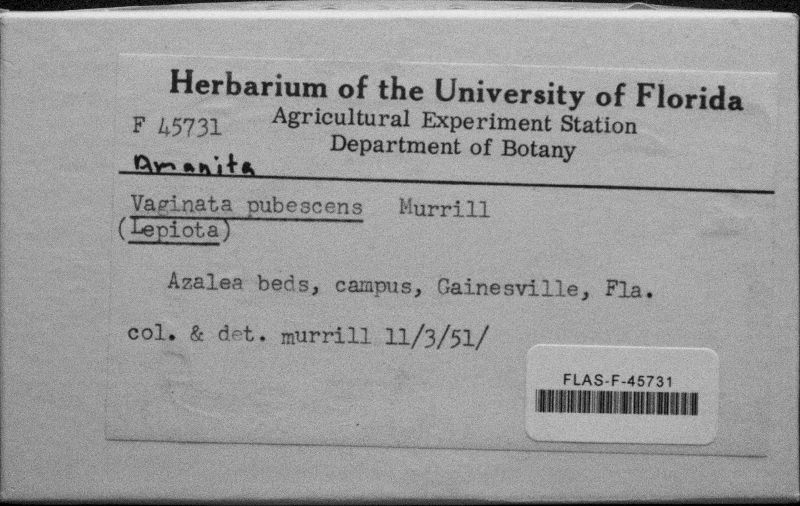 Herbarium of the University of Florida
F 45731
Agricultural Experiment Station
Department of Botany
Amanita
Vaginata pubescens Murrill
(Lepiota)
Azalea beds, campus, Gainesville, Fla.
col. & det. murrill 11/3/51/
FLAS-F-45731